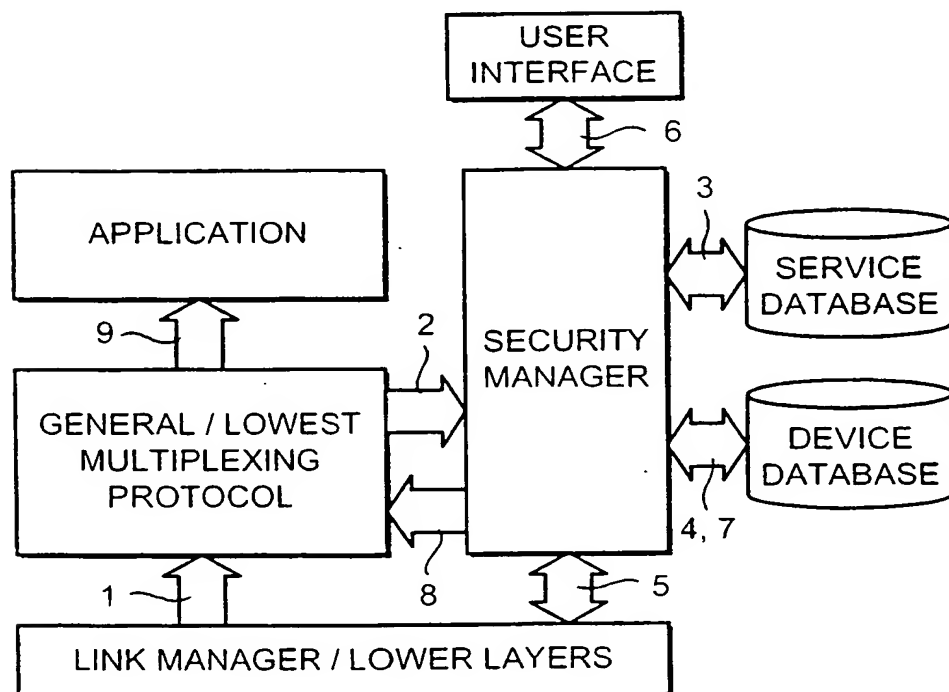 USER
INTERFACE
6
APPLICATION
3
SERVICE
DATABASE
9
2
SECURITY
MANAGER
GENERAL / LOWEST
MULTIPLEXING
PROTOCOL
DEVICE
DATABASE
4, 7
1
8
5
LINK MANAGER / LOWER LAYERS